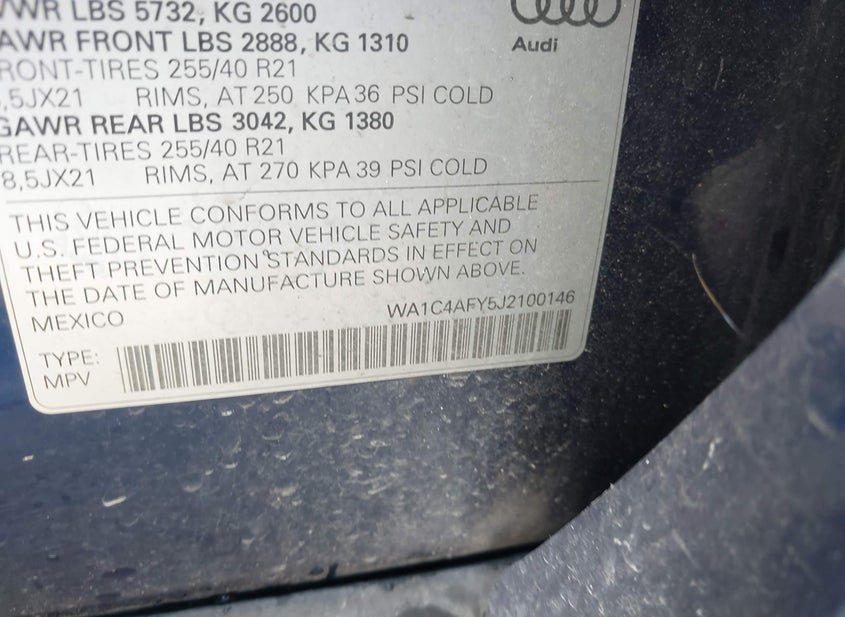 VWR LBS 5732, KG 2600
AWR FRONT LBS 2888, KG 1310
RONT-TIRES 255/40 R21
,5JX21 RIMS, AT 250 KPA 36 PSI COLD
GAWR REAR LBS 3042, KG 1380
REAR-TIRES 255/40 R21
8,5JX21 RIMS, AT 270 KPA 39 PSI COLD
Audi
THIS VEHICLE CONFORMS TO ALL APPLICABLE
U.S. FEDERAL MOTOR VEHICLE SAFETY AND
THEFT PREVENTION STANDARDS IN EFFECT ON
THE DATE OF MANUFACTURE SHOWN ABOVE.
MEXICO WA1C4AFY5J2100146
TYPE:
MPV